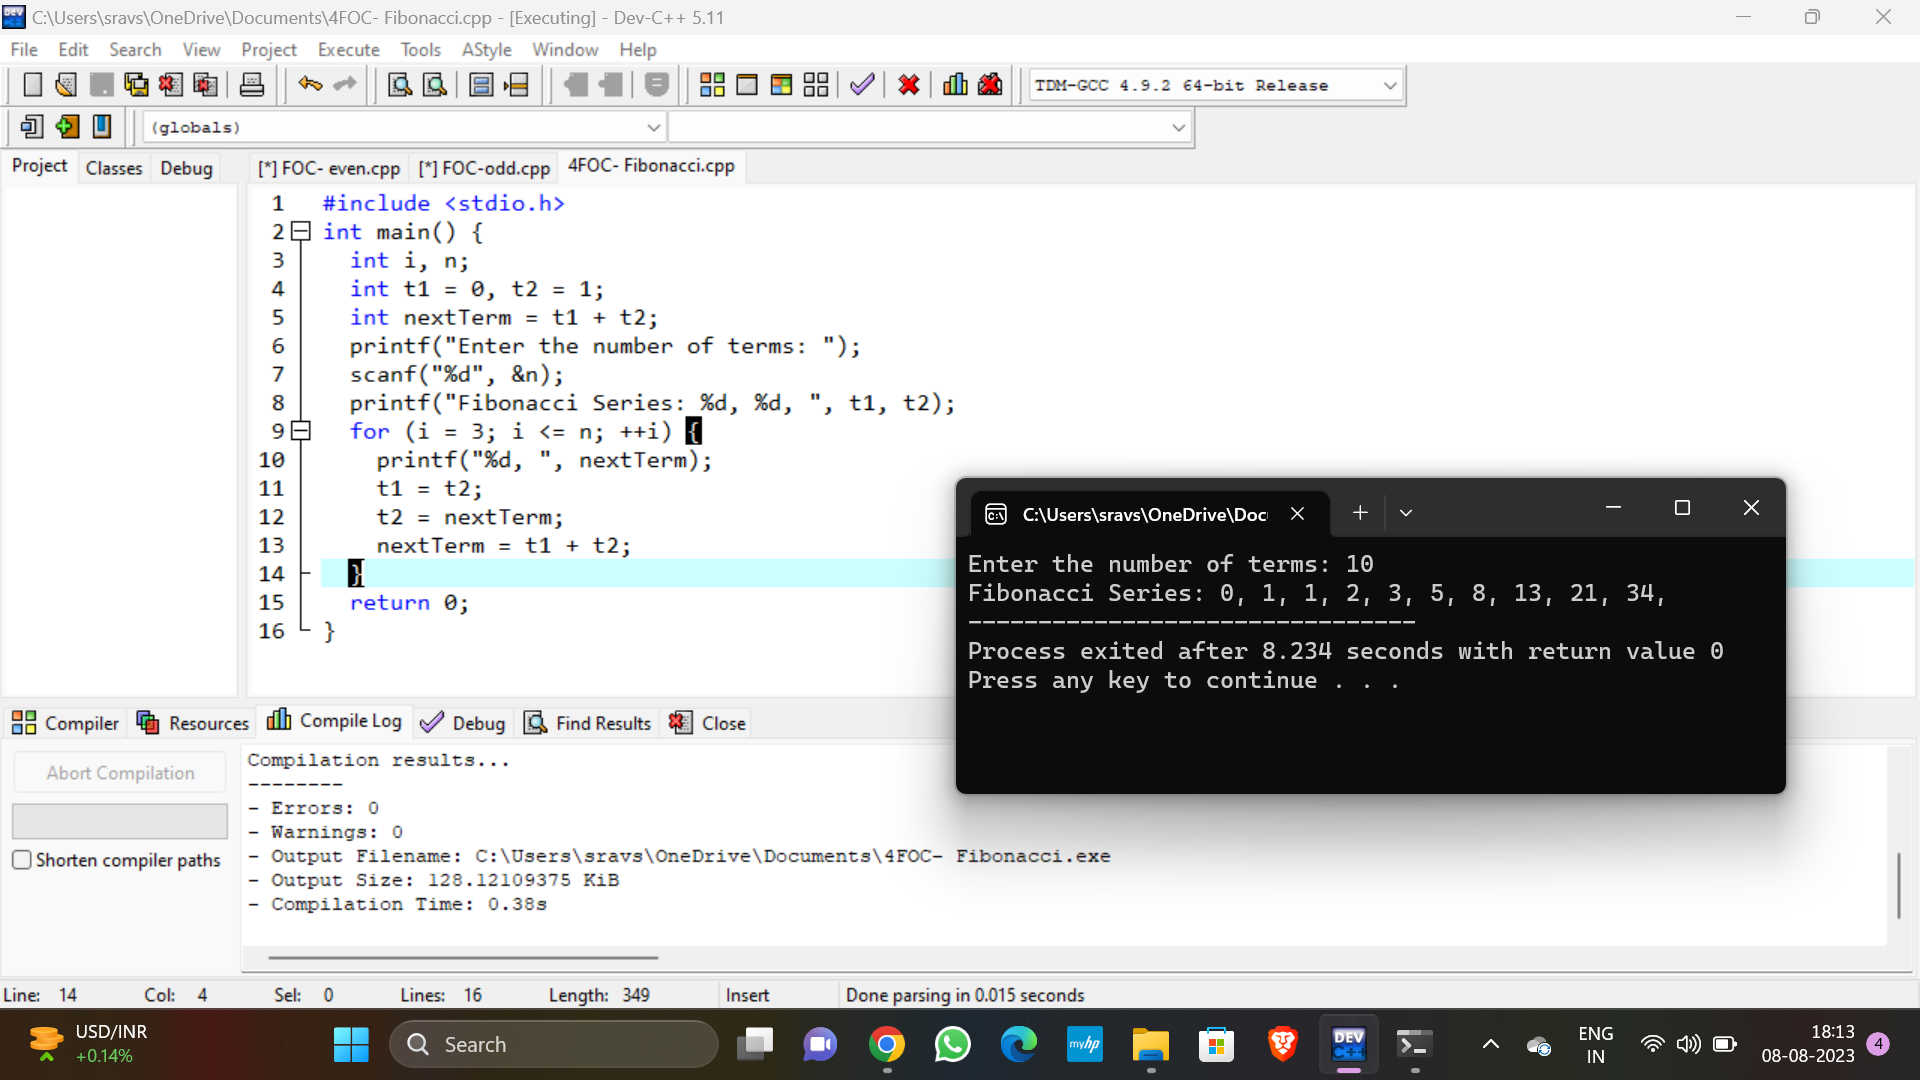 C:\Users\sravs\OneDrive\Documents\4FOC- Fibonacci.cpp - [Executing] - Dev-C++ 5.11
File Edit Search View Project Execute Tools AStyle Window Help
TDM-GCC 4.9.2 64-bit Release
(globals)
Project Classes Debug [*] FOC- even.cpp [*] FOC-odd.cpp 4FOC- Fibonacci.cpp
1 #include <stdio.h>
2 int main() {
3 int i, n;
4 int t1 = 0, t2 = 1;
5 int nextTerm = t1 + t2;
6 printf("Enter the number of terms: ");
7 scanf("%d", &n);
8 printf("Fibonacci Series: %d, %d, ", t1, t2);
9 for (i = 3; i <= n; ++i) {
10 printf("%d, ", nextTerm);
11 t1 = t2;
12 t2 = nextTerm;
13 nextTerm = t1 + t2;
14 }
15 return 0;
16 }
C:\Users\sravs\OneDrive\Doc
Enter the number of terms: 10
Fibonacci Series: 0, 1, 1, 2, 3, 5, 8, 13, 21, 34,
--------------------------------
Process exited after 8.234 seconds with return value 0
Press any key to continue . . .
Compiler Resources Compile Log Debug Find Results Close
Abort Compilation
Shorten compiler paths
Compilation results...
--------
- Errors: 0
- Warnings: 0
- Output Filename: C:\Users\sravs\OneDrive\Documents\4FOC- Fibonacci.exe
- Output Size: 128.12109375 KiB
- Compilation Time: 0.38s
Line: 14 Col: 4 Sel: 0 Lines: 16 Length: 349 Insert Done parsing in 0.015 seconds
USD/INR
+0.14%
Search
myhp
DEV
C++
ENG
IN
18:13
08-08-2023
4